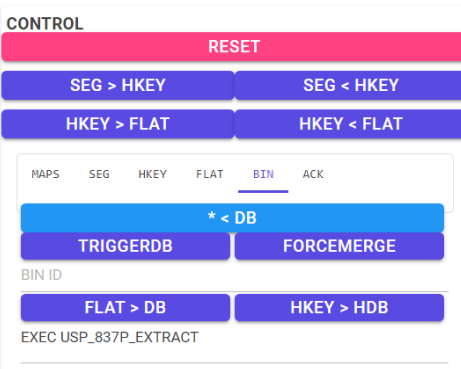 CONTROL
RESET
SEG > HKEY SEG < HKEY
HKEY > FLAT HKEY < FLAT
MAPS SEG HKEY FLAT BIN ACK
* < DB
TRIGGERDB FORCEMERGE
BIN ID
FLAT > DB HKEY > HDB
EXEC USP_837P_EXTRACT